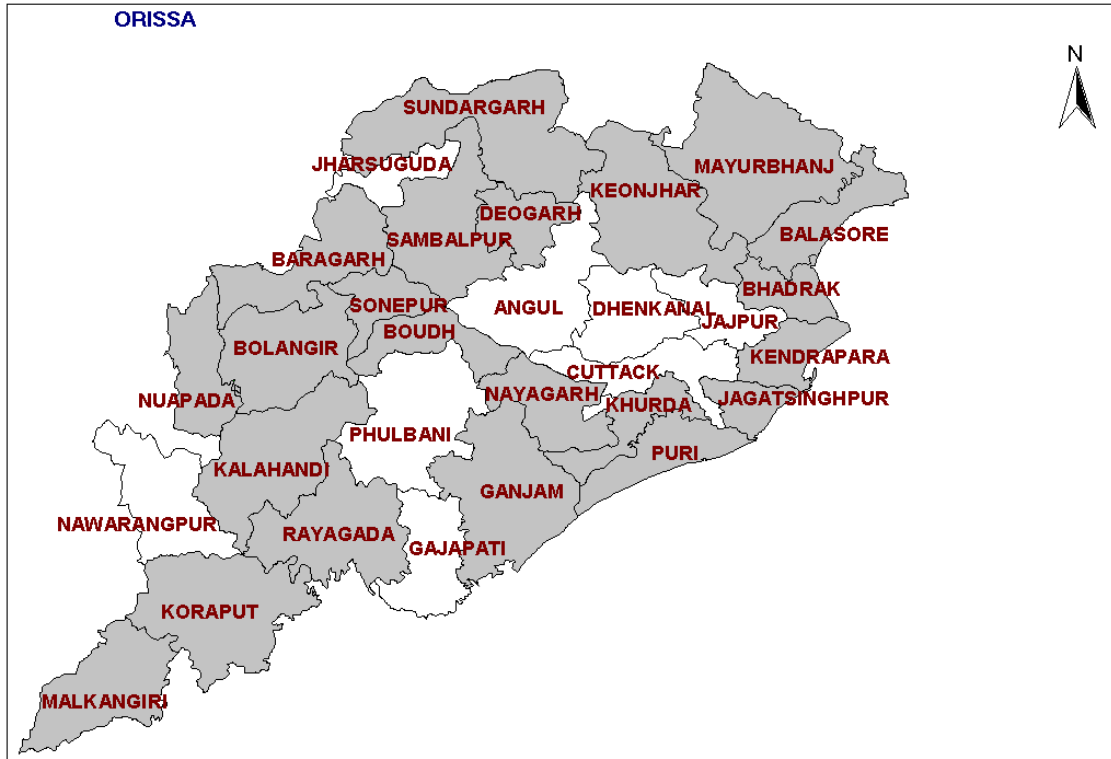 ORISSA
N
SUNDARGARH
JHARSUGUDA
MAYURBHANJ
KEONJHAR
DEOGARH
SAMBALPUR
BALASORE
BARAGARH
BHADRAK
SONEPUR
ANGUL
DHENKANAL
JAJPUR
BOUDH
BOLANGIR
KENDRAPARA
CUTTACK
NAYAGARH
NUAPADA
KHURDA
JAGATSINGHPUR
PHULBANI
PURI
KALAHANDI
GANJAM
NAWARANGPUR
RAYAGADA
GAJAPATI
KORAPUT
MALKANGIRI